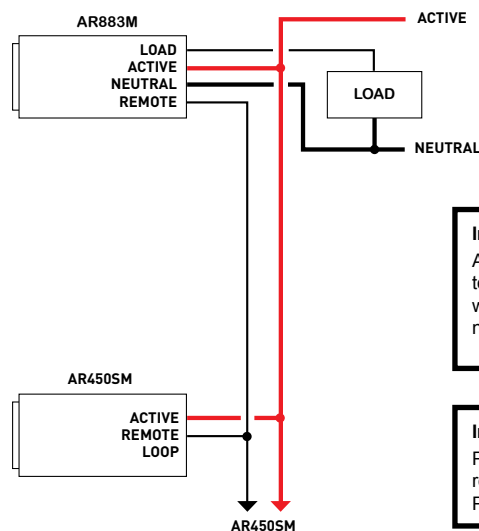 AR883M
ACTIVE
LOAD
ACTIVE
NEUTRAL
REMOTE
LOAD
NEUTRAL
AR450SM
ACTIVE
REMOTE
LOOP
AR450SM